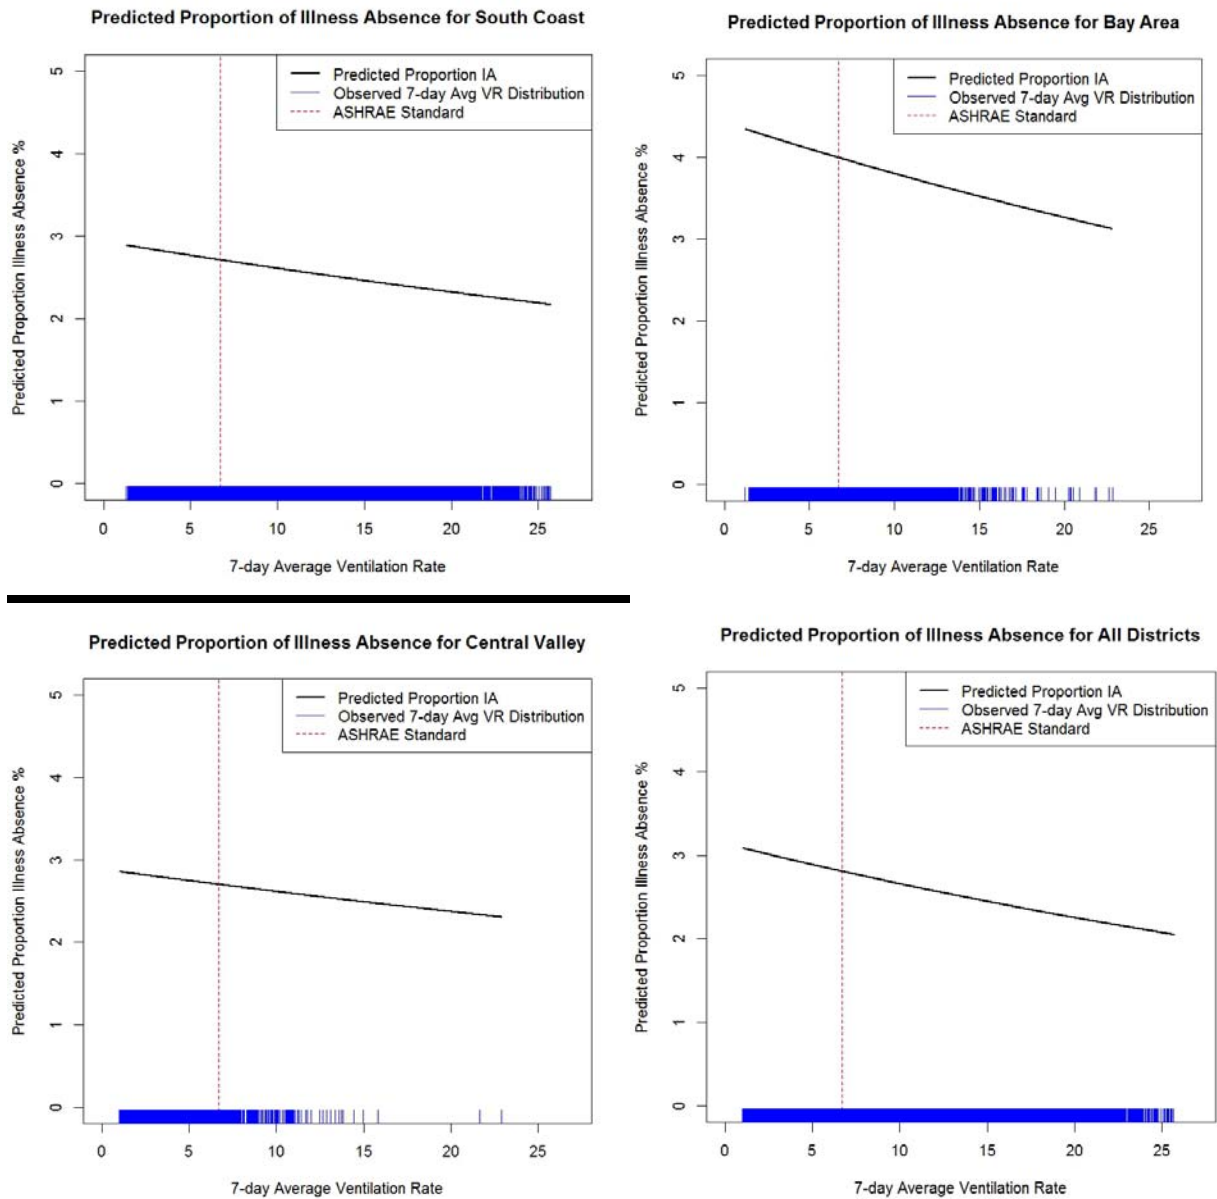 Predicted Proportion of Illness Absence for South Coast
Predicted Proportion IA
Observed 7-day Avg VR Distribution
ASHRAE Standard
Predicted Proportion Illness Absence %
5
4
3
2
1
0
0 5 10 15 20 25
7-day Average Ventilation Rate
Predicted Proportion of Illness Absence for Bay Area
Predicted Proportion IA
Observed 7-day Avg VR Distribution
ASHRAE Standard
Predicted Proportion Illness Absence %
5
4
3
2
1
0
0 5 10 15 20 25
7-day Average Ventilation Rate
Predicted Proportion of Illness Absence for Central Valley
Predicted Proportion IA
Observed 7-day Avg VR Distribution
ASHRAE Standard
Predicted Proportion Illness Absence %
5
4
3
2
1
0
0 5 10 15 20 25
7-day Average Ventilation Rate
Predicted Proportion of Illness Absence for All Districts
Predicted Proportion IA
Observed 7-day Avg VR Distribution
ASHRAE Standard
Predicted Proportion Illness Absence %
5
4
3
2
1
0
0 5 10 15 20 25
7-day Average Ventilation Rate